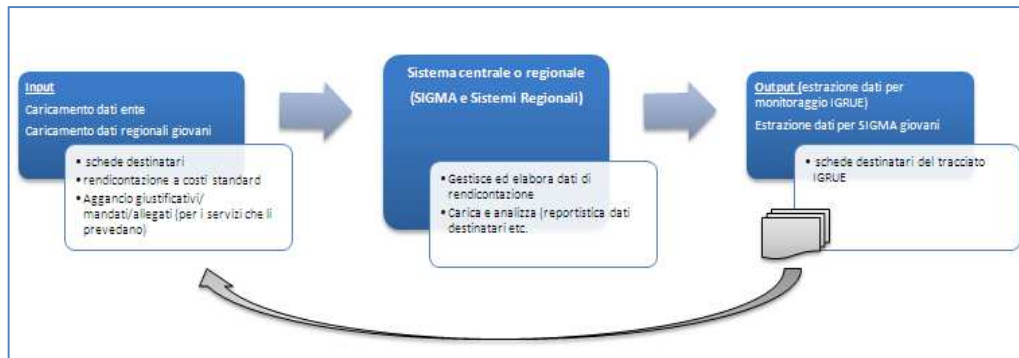 Input
Caricamento dati ente
Caricamento dati regionali giovani
• schede destinatari
• rendicontazione a costi standard
• Aggancio giustificativi/
mandati/allegati (per i servizi che li
prevedano)
Sistema centrale o regionale
(SIGMA e Sistemi Regionali)
• Gestisce ed elabora dati di
rendicontazione
• Carica e analizza (reportistica dati
destinatari etc.
Output (estrazione dati per
monitoraggio IGRUE)
Estrazione dati per SIGMA giovani
• schede destinatari del tracciato
IGRUE